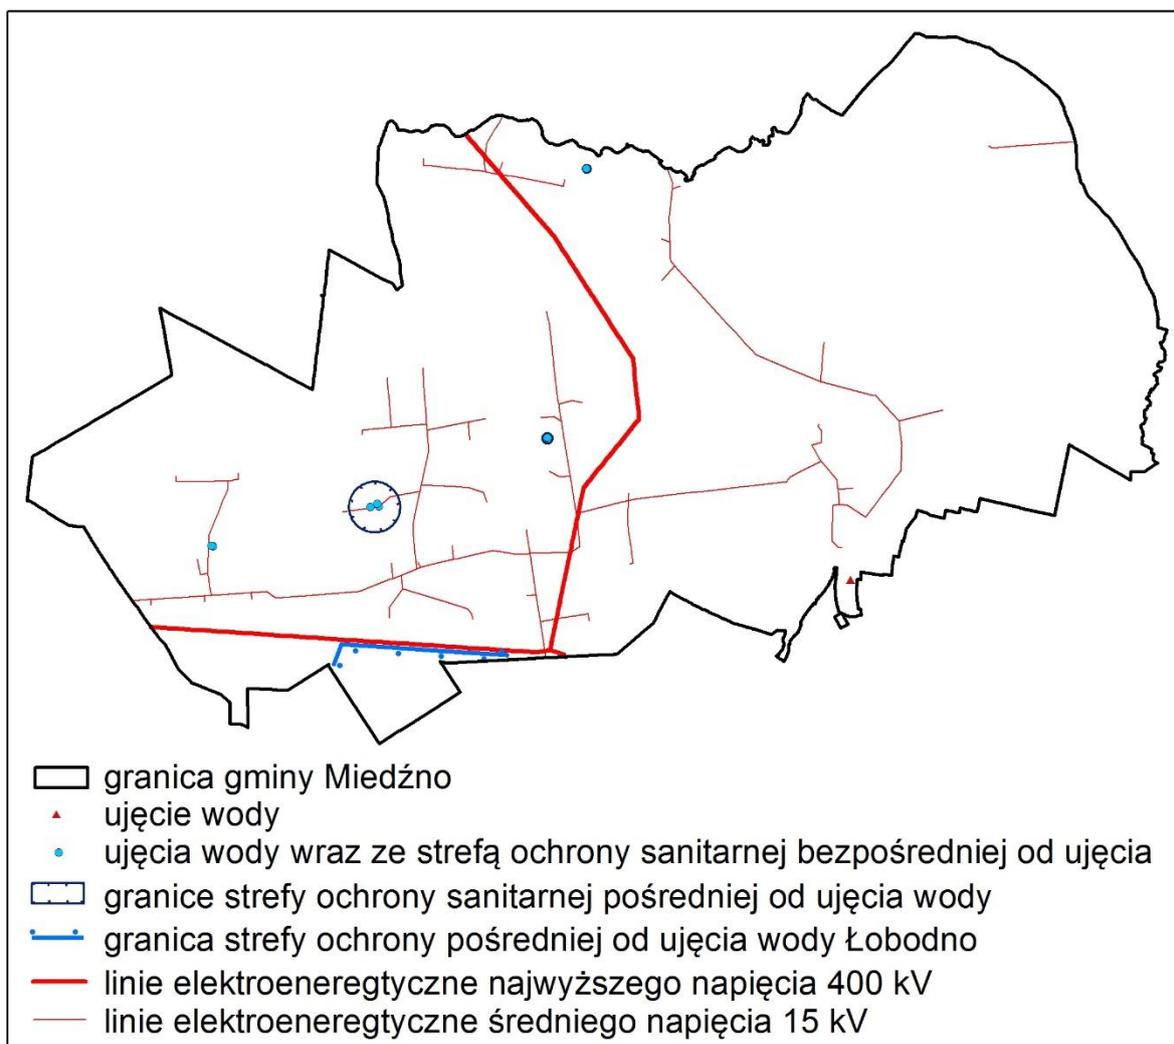 granica gminy Miedźno
ujęcie wody
ujęcia wody wraz ze strefą ochrony sanitarnej bezpośredniej od ujęcia
granice strefy ochrony sanitarnej pośredniej od ujęcia wody
granica strefy ochrony pośredniej od ujęcia wody Łobodno
linie elektroeneregtyczne najwyższego napięcia 400 kV
linie elektroeneregtyczne średniego napięcia 15 kV